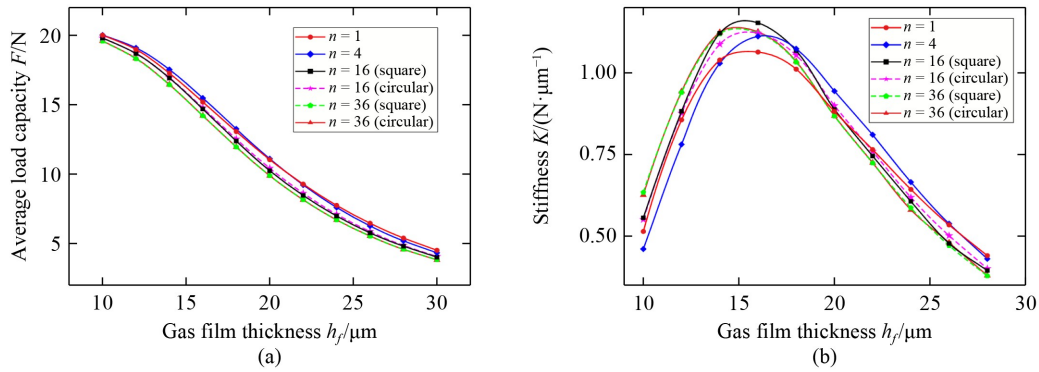 Average load capacity F/N
20
15
10
5
10
15
20
25
30
Gas film thickness h_f/μm
(a)
n = 1
n = 4
n = 16 (square)
n = 16 (circular)
n = 36 (square)
n = 36 (circular)
Stiffness K/(N·μm⁻¹)
1.00
0.75
0.50
10
15
20
25
30
Gas film thickness h_f/μm
(b)
n = 1
n = 4
n = 16 (square)
n = 16 (circular)
n = 36 (square)
n = 36 (circular)